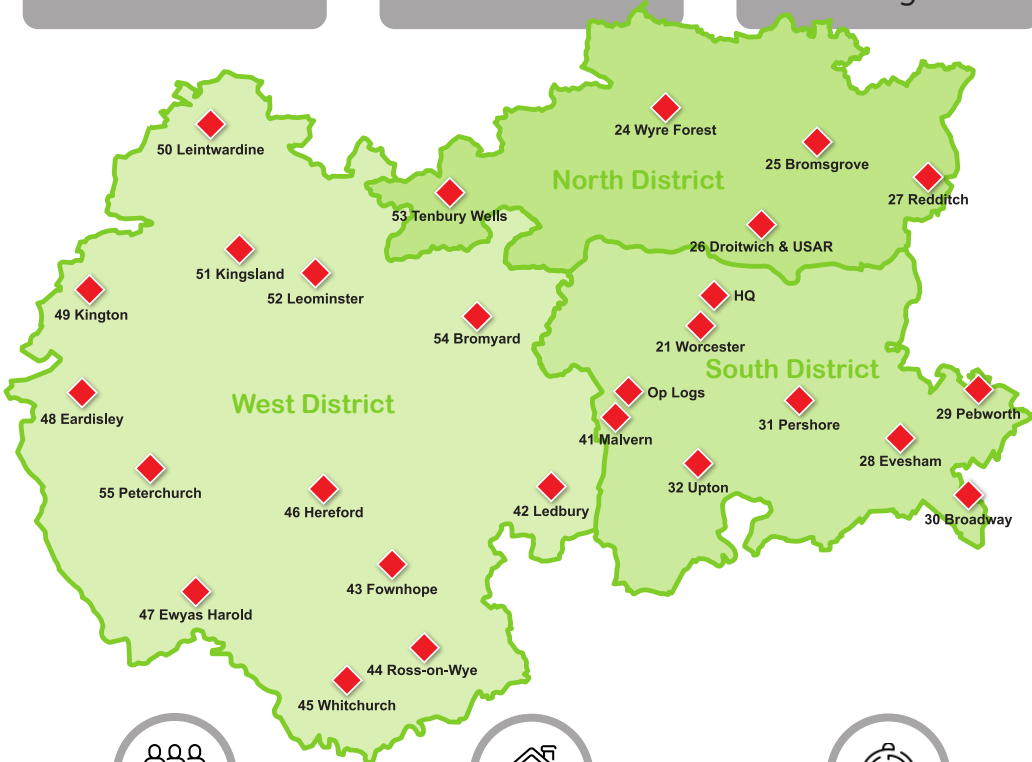 24 Wyre Forest
50 Leintwardine
25 Bromsgrove
North District
27 Redditch
53 Tenbury Wells
26 Droitwich & USAR
51 Kingsland
52 Leominster
HQ
49 Kington
54 Bromyard
21 Worcester
South District
Op Logs
West District
29 Pebworth
48 Eardisley
31 Pershore
41 Malvern
28 Evesham
55 Peterchurch
32 Upton
46 Hereford
42 Ledbury
30 Broadway
43 Fownhope
47 Ewyas Harold
44 Ross-on-Wye
45 Whitchurch